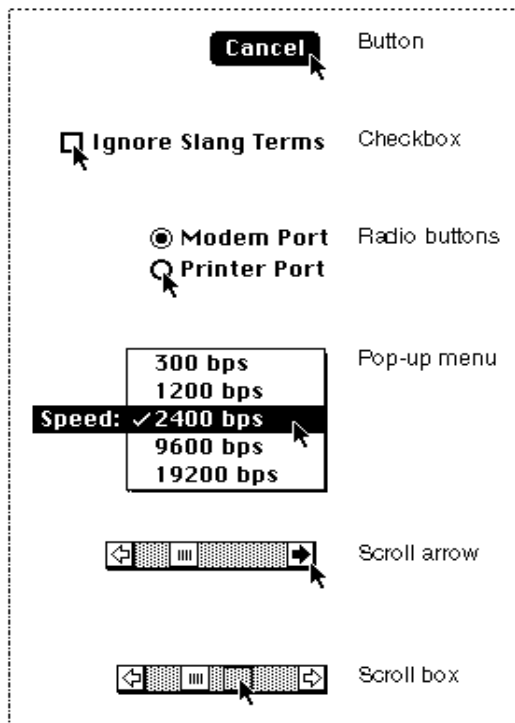 Cancel Button
Ignore Slang Terms Checkbox
Modem Port Radio buttons
Printer Port
300 bps Pop-up menu
1200 bps
Speed: ✓2400 bps
9600 bps
19200 bps
Scroll arrow
Scroll box